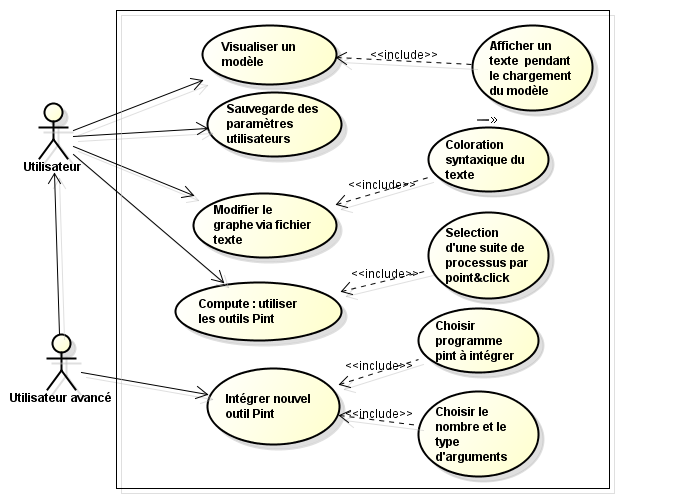 Visualiser un
modèle
<<include>>
Afficher un
texte pendant
le chargement
du modèle
Sauvegarde des
paramètres
utilisateurs
Utilisateur
Coloration
syntaxique du
texte
<<include>>
Modifier le
graphe via fichier
texte
Selection
d'une suite de
processus par
point&click
<<include>>
Compute : utiliser
les outils Pint
Choisir
programme
pint à intégrer
<<include>>
Utilisateur avancé
Intégrer nouvel
outil Pint
<<include>>
Choisir le
nombre et le
type
d'arguments